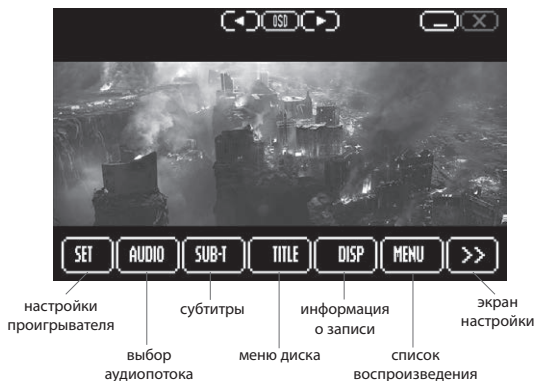 OSD
SET AUDIO SUB-T TITLE DISP MENU >>
настройки
проигрывателя
выбор
аудиопотока
субтитры
меню диска
информация
о записи
список
воспроизведения
экран
настройки